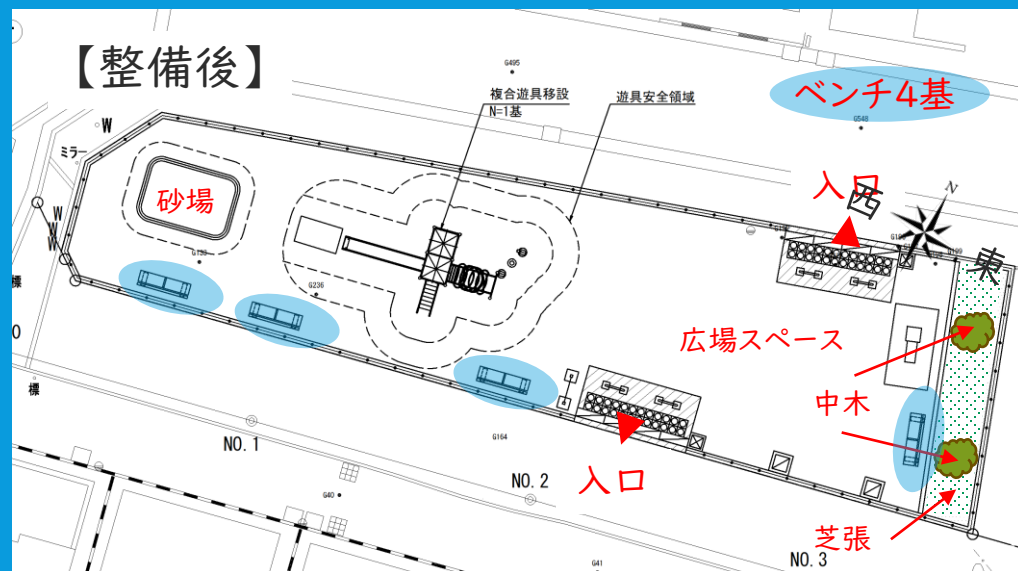 【整備後】
G495
複合遊具移設
N=1基
遊具安全領域
ベンチ4基
G548
W
ミラー
砂場
入口
西
N
東
G199
W
W
W
G133
標
G236
広場スペース
中木
標
NO.1
G164
NO.2
入口
G40
芝張
G41
NO.3